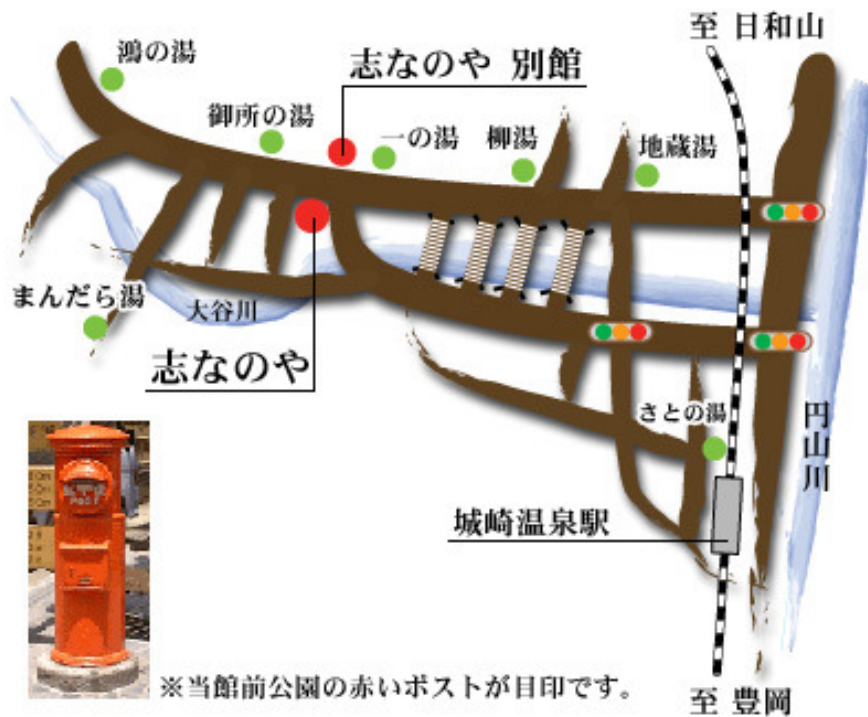 至 日和山
鴻の湯
志なのや 別館
御所の湯
一の湯
柳湯
地蔵湯
まんだら湯
大谷川
志なのや
さとの湯
円山川
城崎温泉駅
POST
※当館前公園の赤いポストが目印です。
至 豊岡